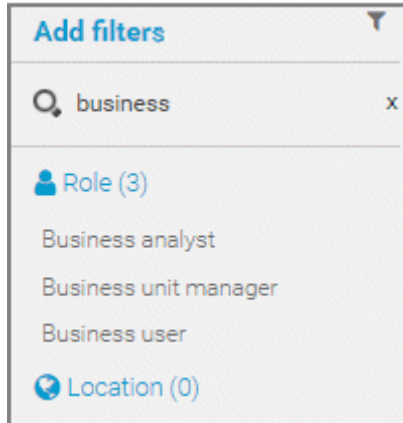 Add filters
business x
Role (3)
Business analyst
Business unit manager
Business user
Location (0)